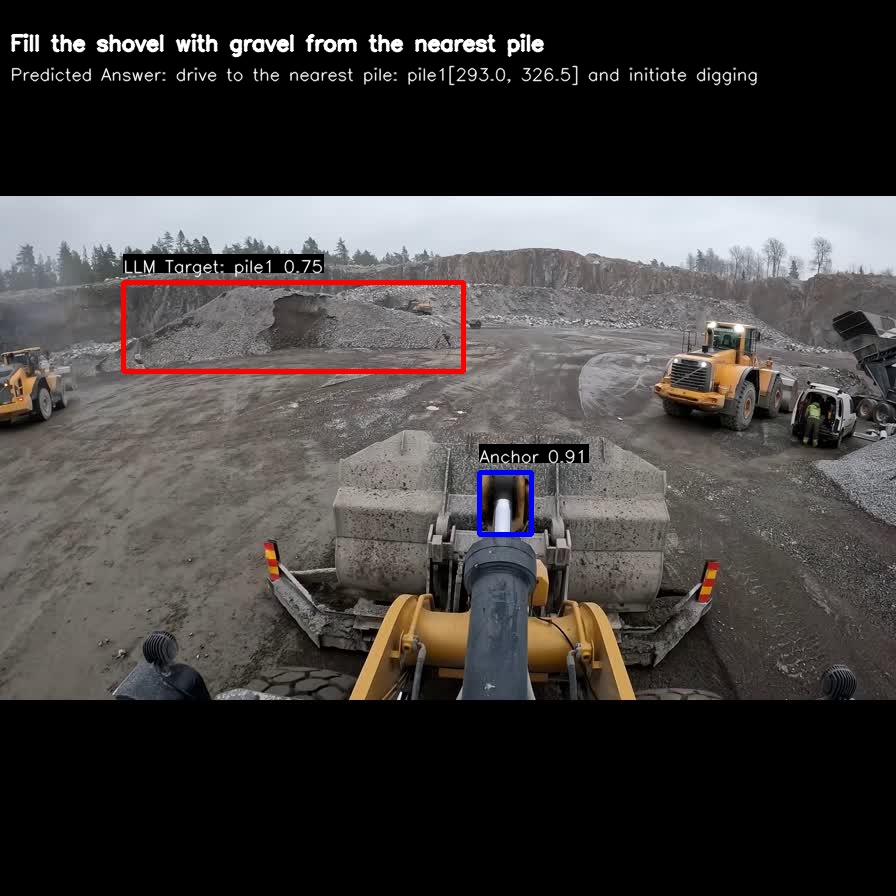 Fill the shovel with gravel from the nearest pile
Predicted Answer: drive to the nearest pile: pile1[293.0, 326.5] and initiate digging
LLM Target: pile1 0.75
Anchor 0.91